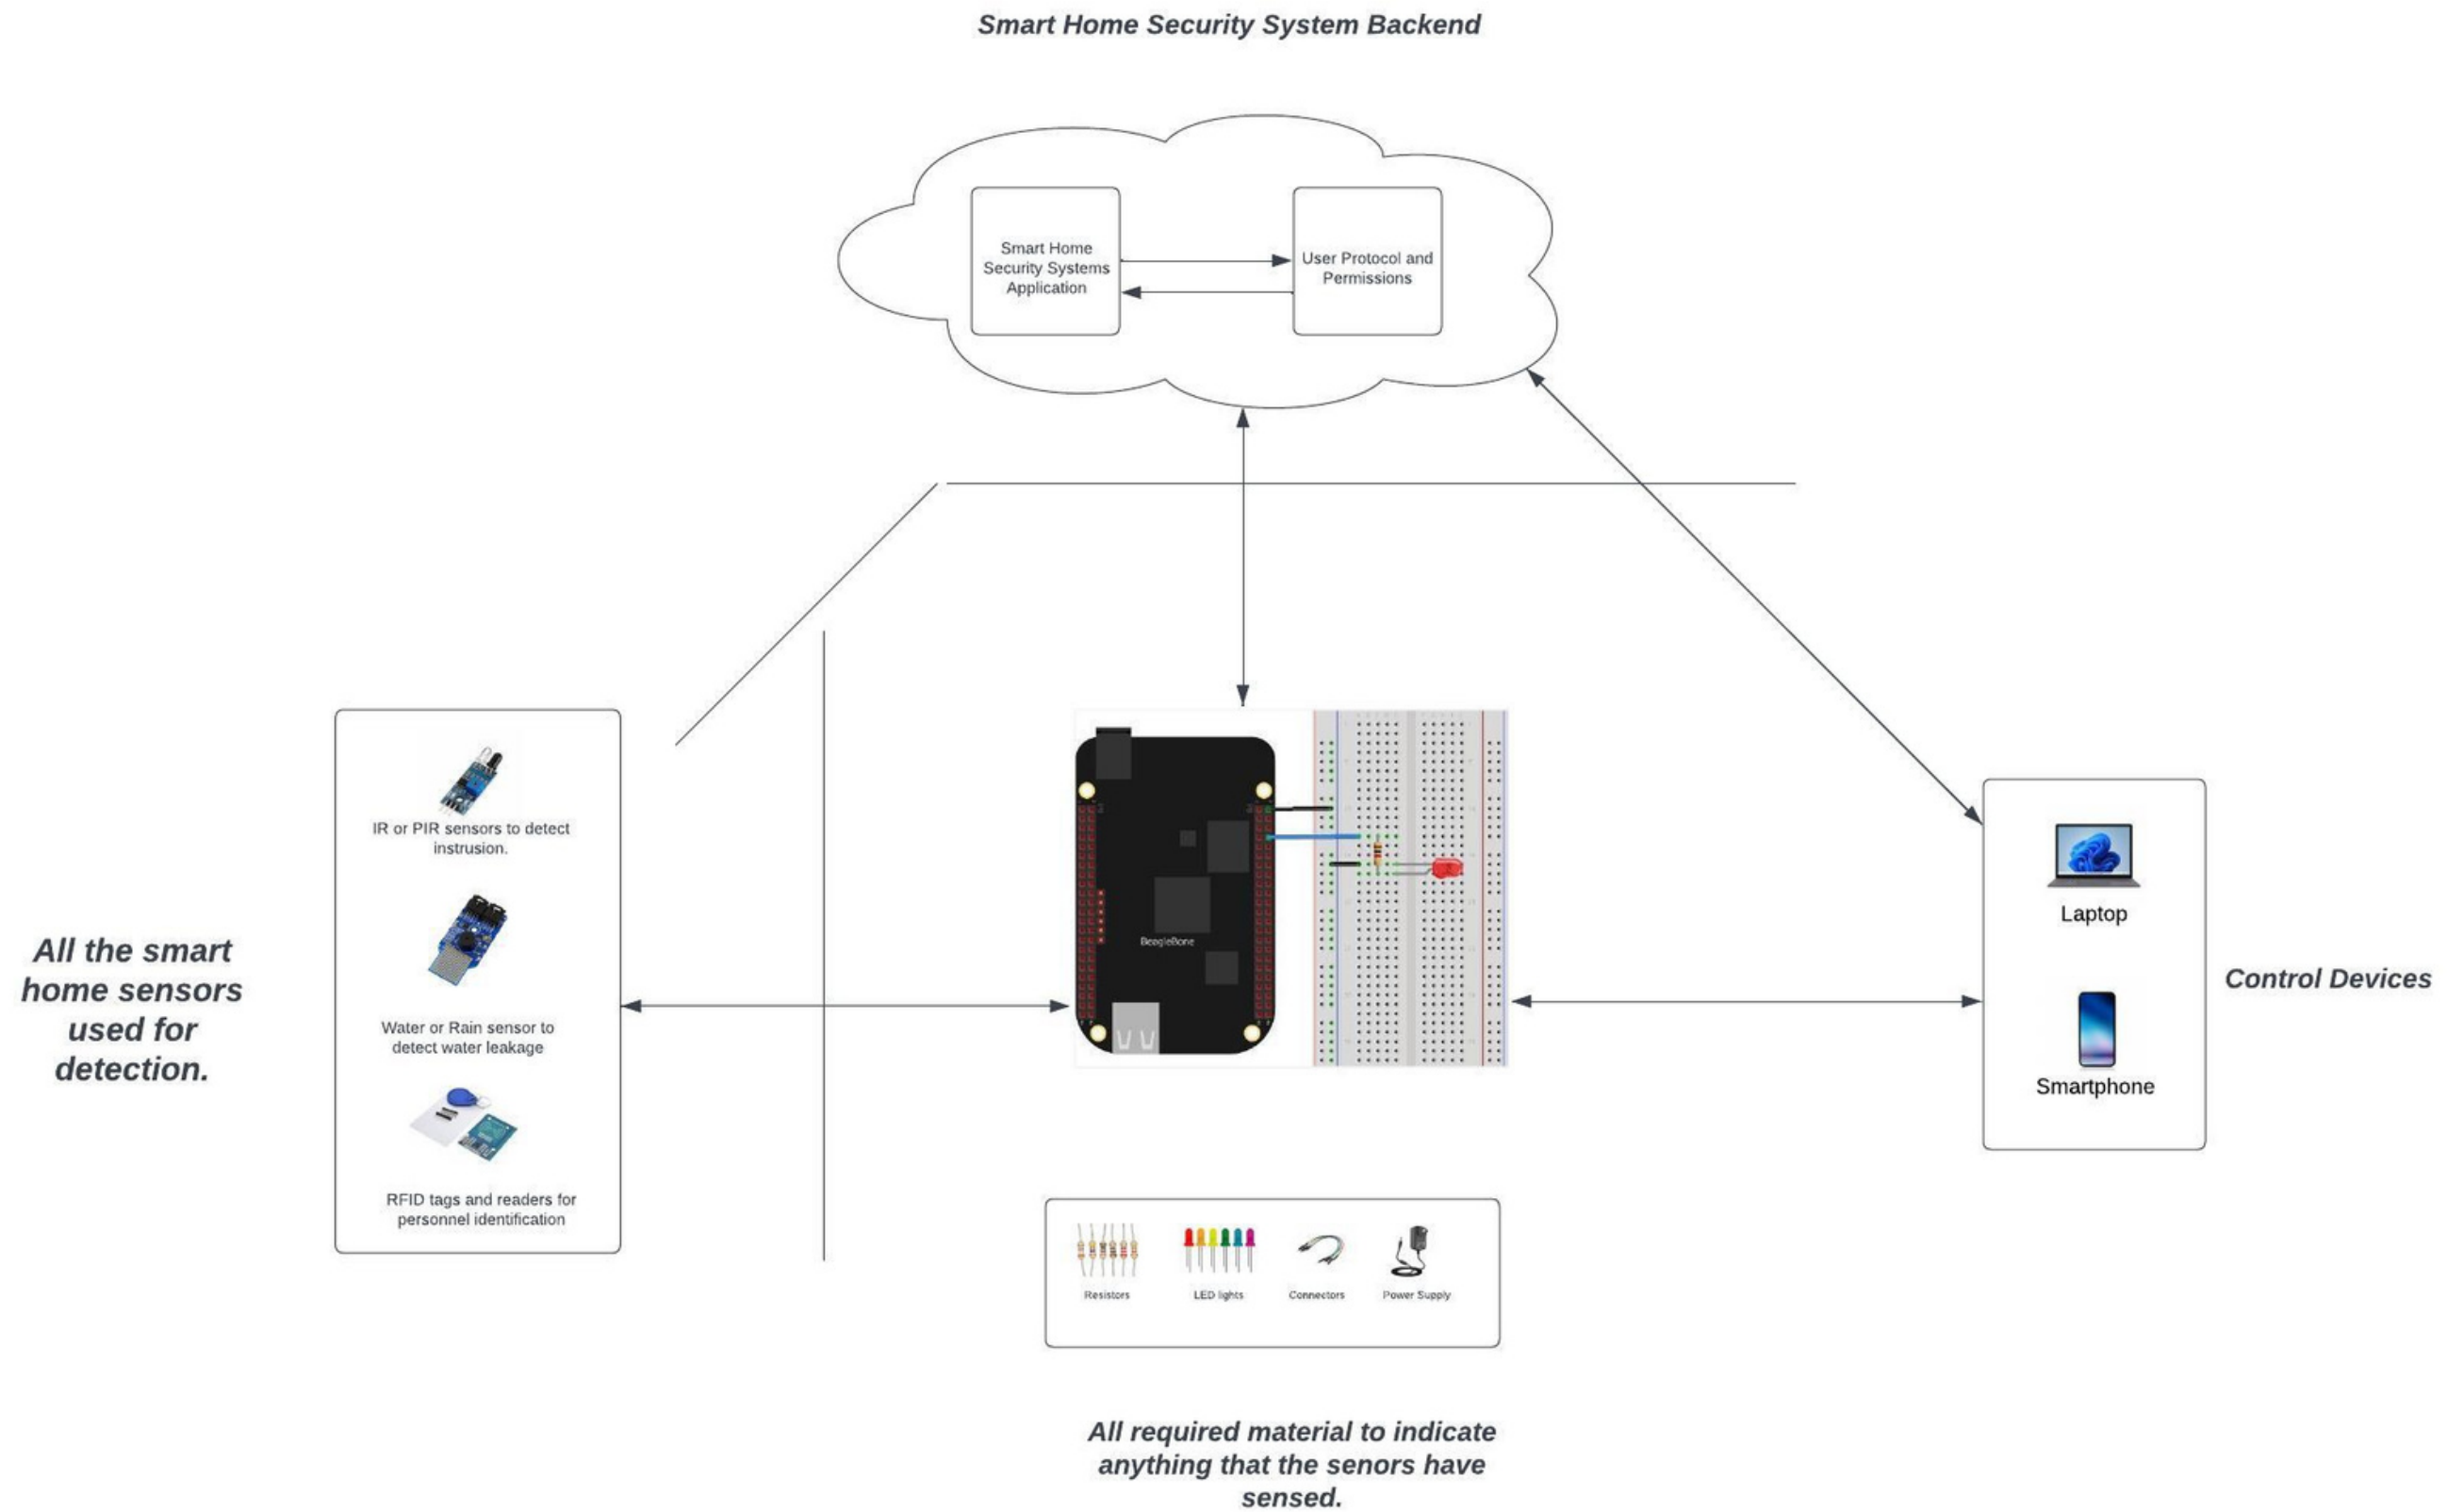 Smart Home Security System Backend
Smart Home
Security Systems
Application
User Protocol and
Permissions
IR or PIR sensors to detect
instrusion.
Water or Rain sensor to
detect water leakage
RFID tags and readers for
personnel identification
All the smart
home sensors
used for
detection.
BeagleBone
Laptop
Smartphone
Control Devices
Resistors
LED lights
Connectors
Power Supply
All required material to indicate
anything that the senors have
sensed.